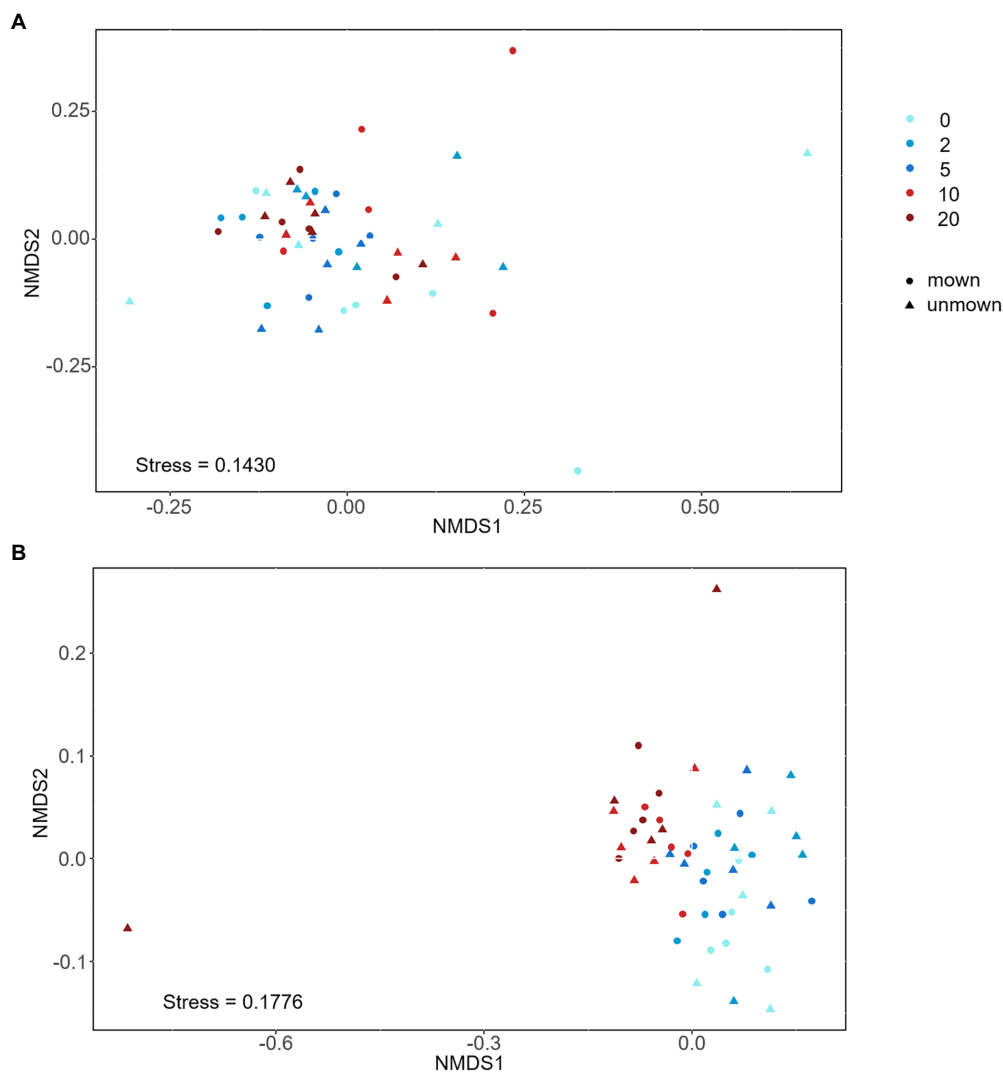 A
0.25
0.00
-0.25
NMDS2
Stress = 0.1430
-0.25
0.00
0.25
0.50
NMDS1
0
2
5
10
20
mown
unmown
B
0.2
0.1
0.0
-0.1
NMDS2
Stress = 0.1776
-0.6
-0.3
0.0
NMDS1